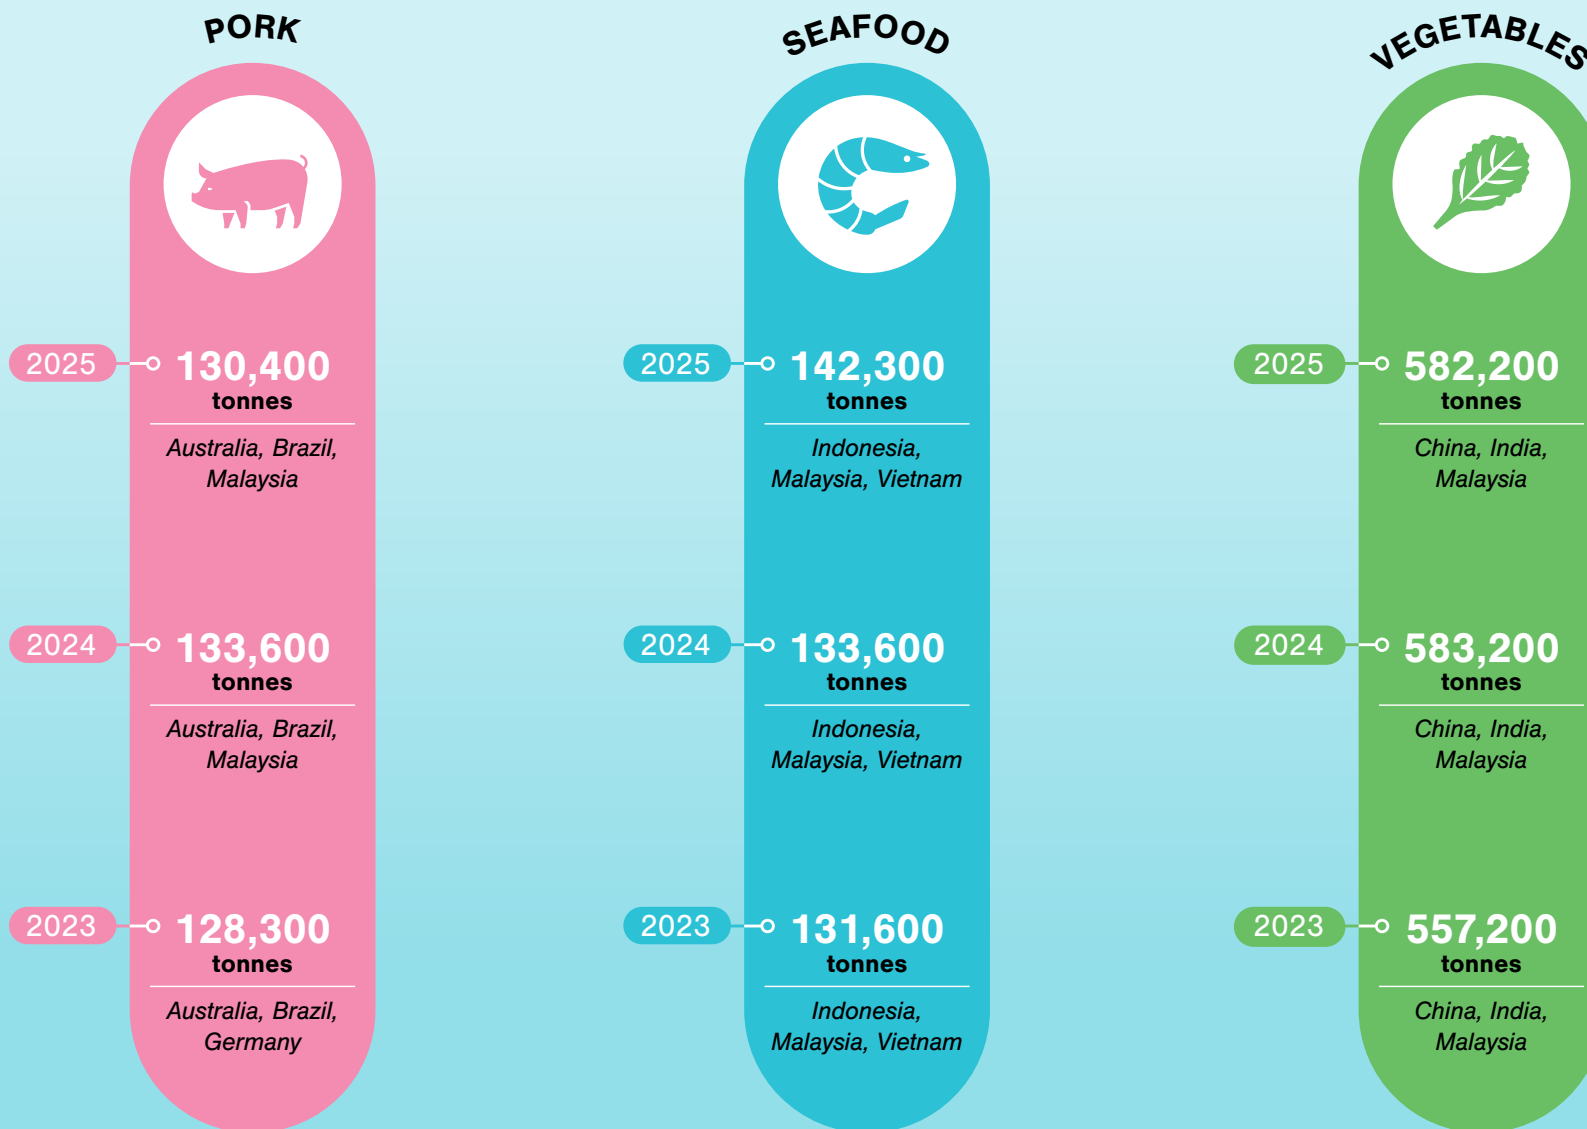 PORK
2025
130,400
tonnes
Australia, Brazil,
Malaysia
2024
133,600
tonnes
Australia, Brazil,
Malaysia
2023
128,300
tonnes
Australia, Brazil,
Germany
SEAFOOD
2025
142,300
tonnes
Indonesia,
Malaysia, Vietnam
2024
133,600
tonnes
Indonesia,
Malaysia, Vietnam
2023
131,600
tonnes
Indonesia,
Malaysia, Vietnam
VEGETABLES
2025
582,200
tonnes
China, India,
Malaysia
2024
583,200
tonnes
China, India,
Malaysia
2023
557,200
tonnes
China, India,
Malaysia